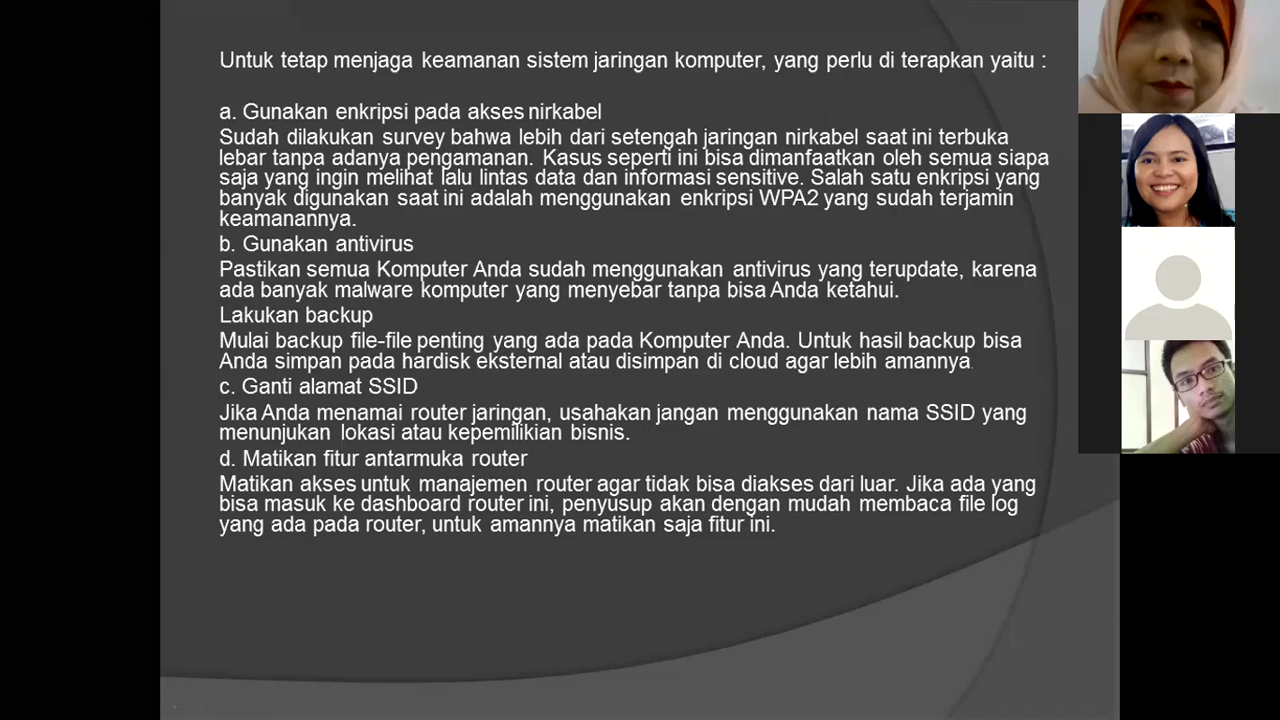 Untuk tetap menjaga keamanan sistem jaringan komputer, yang perlu di terapkan yaitu :
a. Gunakan enkripsi pada akses nirkabel
Sudah dilakukan survey bahwa lebih dari setengah jaringan nirkabel saat ini terbuka
lebar tanpa adanya pengamanan. Kasus seperti ini bisa dimanfaatkan oleh semua siapa
saja yang ingin melihat lalu lintas data dan informasi sensitive. Salah satu enkripsi yang
banyak digunakan saat ini adalah menggunakan enkripsi WPA2 yang sudah terjamin
keamanannya.
b. Gunakan antivirus
Pastikan semua Komputer Anda sudah menggunakan antivirus yang terupdate, karena
ada banyak malware komputer yang menyebar tanpa bisa Anda ketahui.
Lakukan backup
Mulai backup file-file penting yang ada pada Komputer Anda. Untuk hasil backup bisa
Anda simpan pada hardisk eksternal atau disimpan di cloud agar lebih amannya.
c. Ganti alamat SSID
Jika Anda menamai router jaringan, usahakan jangan menggunakan nama SSID yang
menunjukan lokasi atau kepemilikian bisnis.
d. Matikan fitur antarmuka router
Matikan akses untuk manajemen router agar tidak bisa diakses dari luar. Jika ada yang
bisa masuk ke dashboard router ini, penyusup akan dengan mudah membaca file log
yang ada pada router, untuk amannya matikan saja fitur ini.